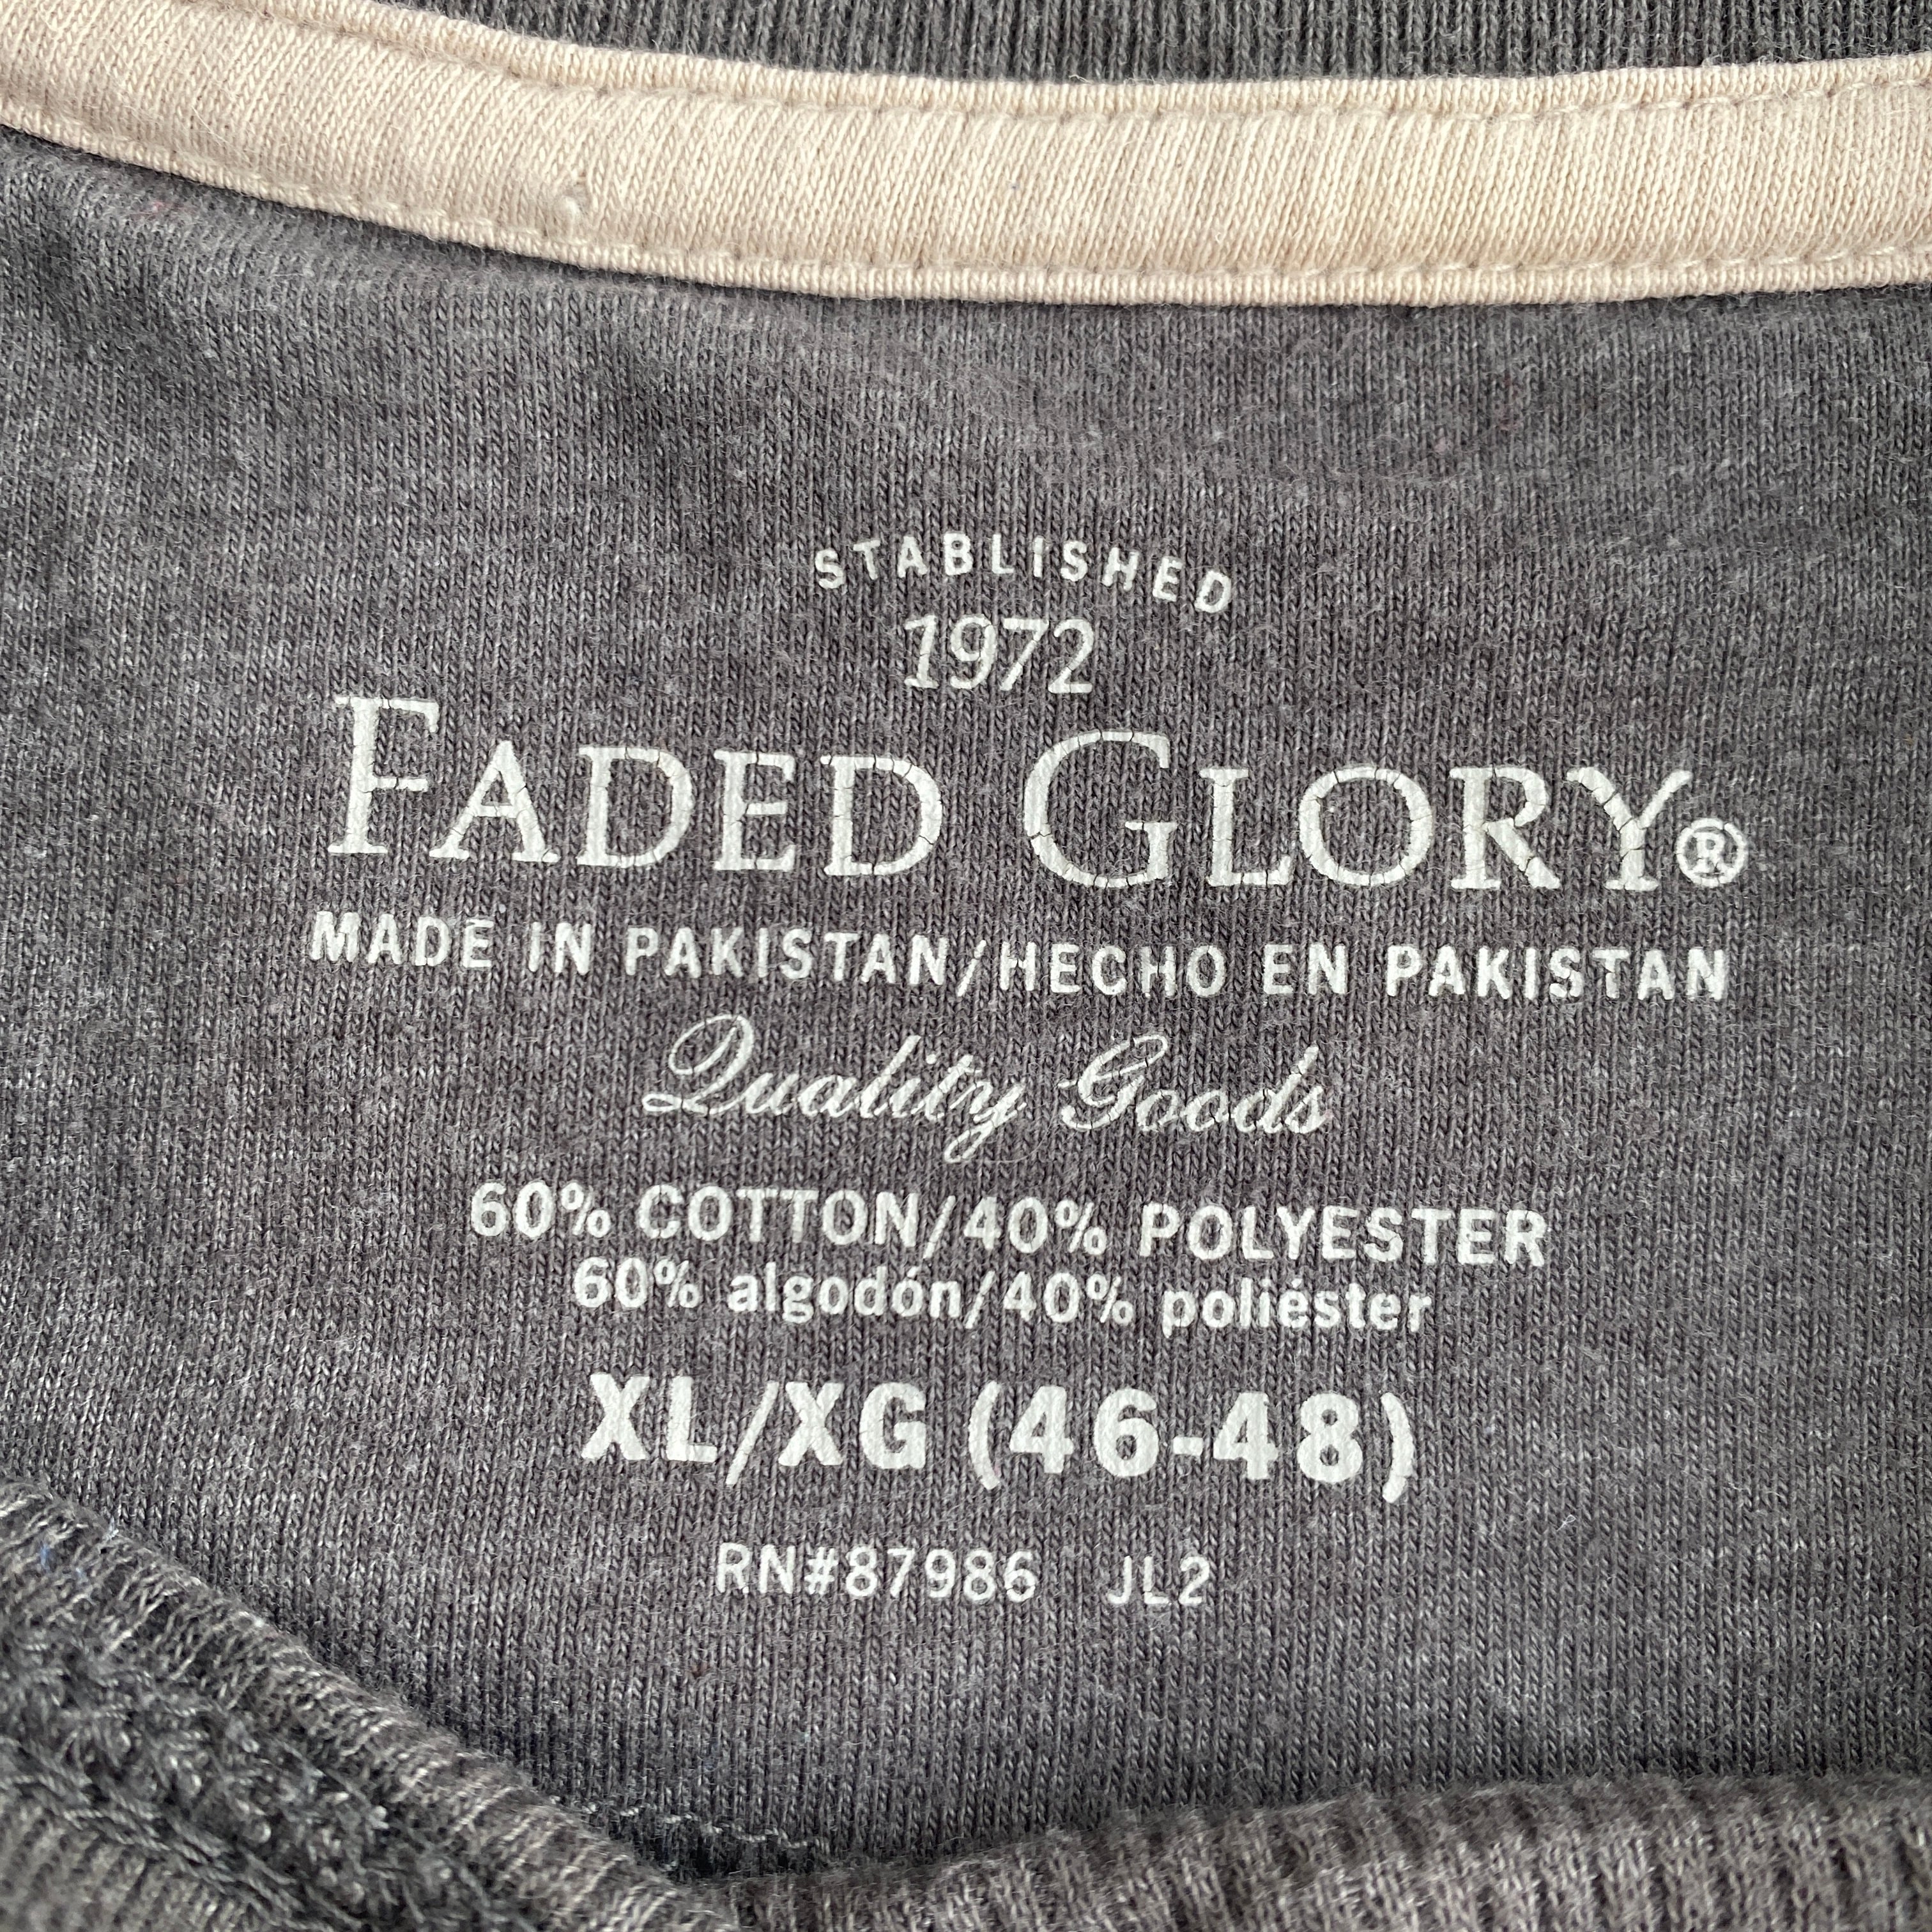 STABLISHED
1972
FADED GLORY®
MADE IN PAKISTAN/HECHO EN PAKISTAN
Quality Goods
60% COTTON/40% POLYESTER
60% algodón/40% poliéster
XL/XG (46-48)
RN#87986 JL2